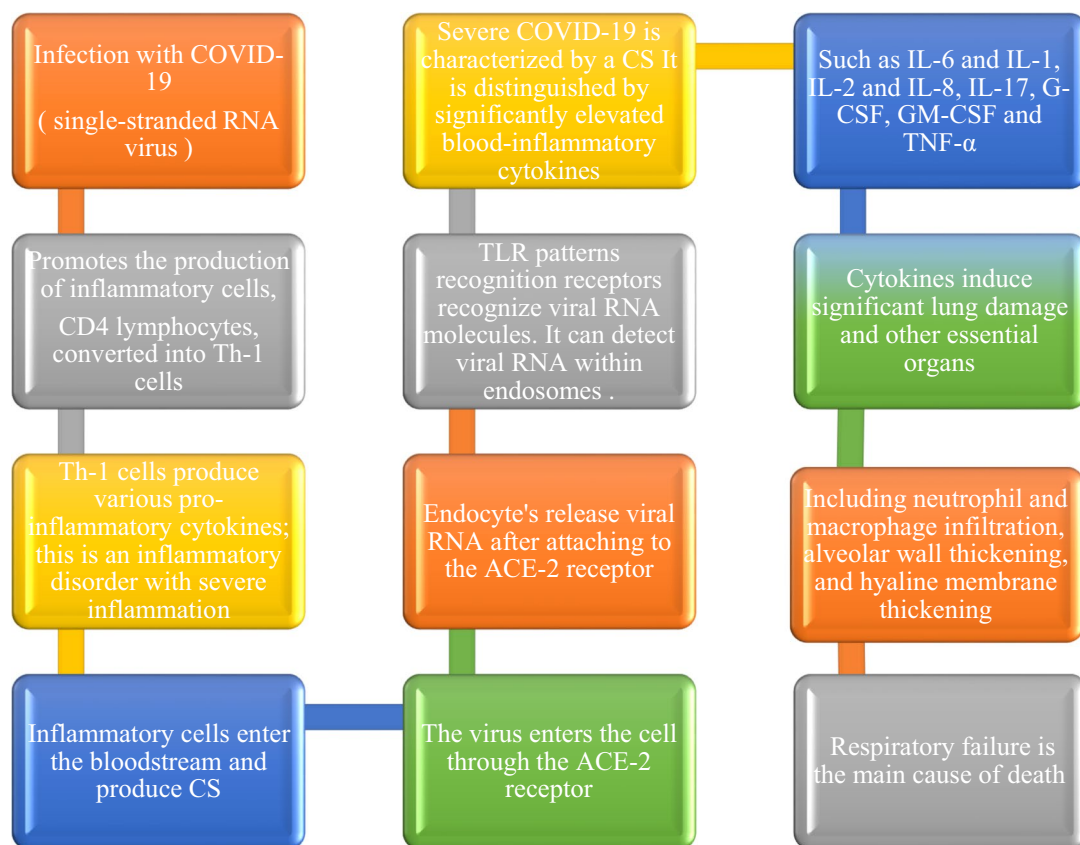 Infection with COVID-
19
( single-stranded RNA
virus )
Promotes the production
of inflammatory cells,
CD4 lymphocytes,
converted into Th-1
cells
Th-1 cells produce
various pro-
inflammatory cytokines;
this is an inflammatory
disorder with severe
inflammation
Inflammatory cells enter
the bloodstream and
produce CS
The virus enters the cell
through the ACE-2
receptor
Endocyte's release viral
RNA after attaching to
the ACE-2 receptor
TLR patterns
recognition receptors
recognize viral RNA
molecules. It can detect
viral RNA within
endosomes .
Severe COVID-19 is
characterized by a CS It
is distinguished by
significantly elevated
blood-inflammatory
cytokines
Such as IL-6 and IL-1,
IL-2 and IL-8, IL-17, G-
CSF, GM-CSF and
TNF-α
Cytokines induce
significant lung damage
and other essential
organs
Including neutrophil and
macrophage infiltration,
alveolar wall thickening,
and hyaline membrane
thickening
Respiratory failure is
the main cause of death